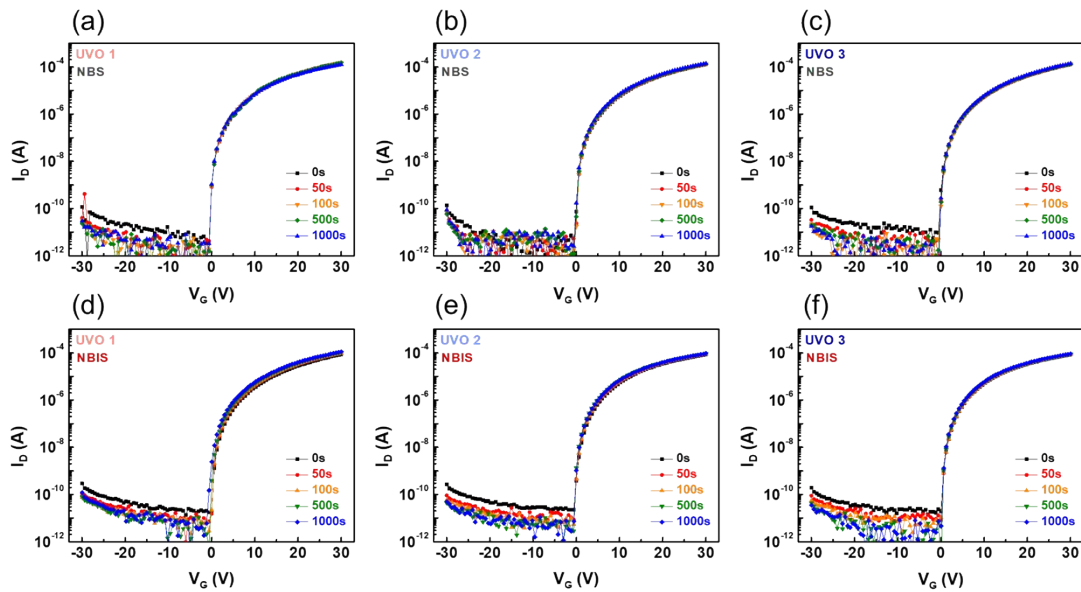 (a)
UVO 1
NBS
I_D (A)
10^-4
10^-6
10^-8
10^-10
10^-12
0s
50s
100s
500s
1000s
-30 -20 -10 0 10 20 30
V_G (V)
(b)
UVO 2
NBS
I_D (A)
10^-4
10^-6
10^-8
10^-10
10^-12
0s
50s
100s
500s
1000s
-30 -20 -10 0 10 20 30
V_G (V)
(c)
UVO 3
NBS
I_D (A)
10^-4
10^-6
10^-8
10^-10
10^-12
0s
50s
100s
500s
1000s
-30 -20 -10 0 10 20 30
V_G (V)
(d)
UVO 1
NBIS
I_D (A)
10^-4
10^-6
10^-8
10^-10
10^-12
0s
50s
100s
500s
1000s
-30 -20 -10 0 10 20 30
V_G (V)
(e)
UVO 2
NBIS
I_D (A)
10^-4
10^-6
10^-8
10^-10
10^-12
0s
50s
100s
500s
1000s
-30 -20 -10 0 10 20 30
V_G (V)
(f)
UVO 3
NBIS
I_D (A)
10^-4
10^-6
10^-8
10^-10
10^-12
0s
50s
100s
500s
1000s
-30 -20 -10 0 10 20 30
V_G (V)